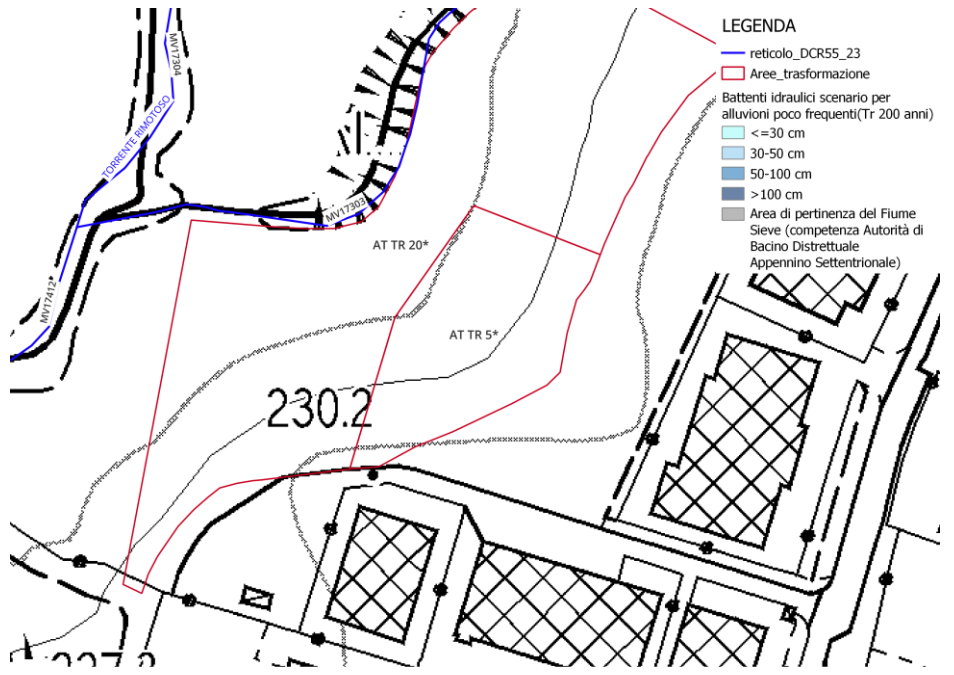 LEGENDA
reticolo_DCR55_23
Aree_trasformazione
Battenti idraulici scenario per
alluvioni poco frequenti(Tr 200 anni)
<=30 cm
30-50 cm
50-100 cm
>100 cm
Area di pertinenza del Fiume
Sieve (competenza Autorità di
Bacino Distrettuale
Appennino Settentrionale)
MV17304
TORRENTE RIMOTOSO
MV17303
AT TR 20*
MV17412*
AT TR 5*
230.2